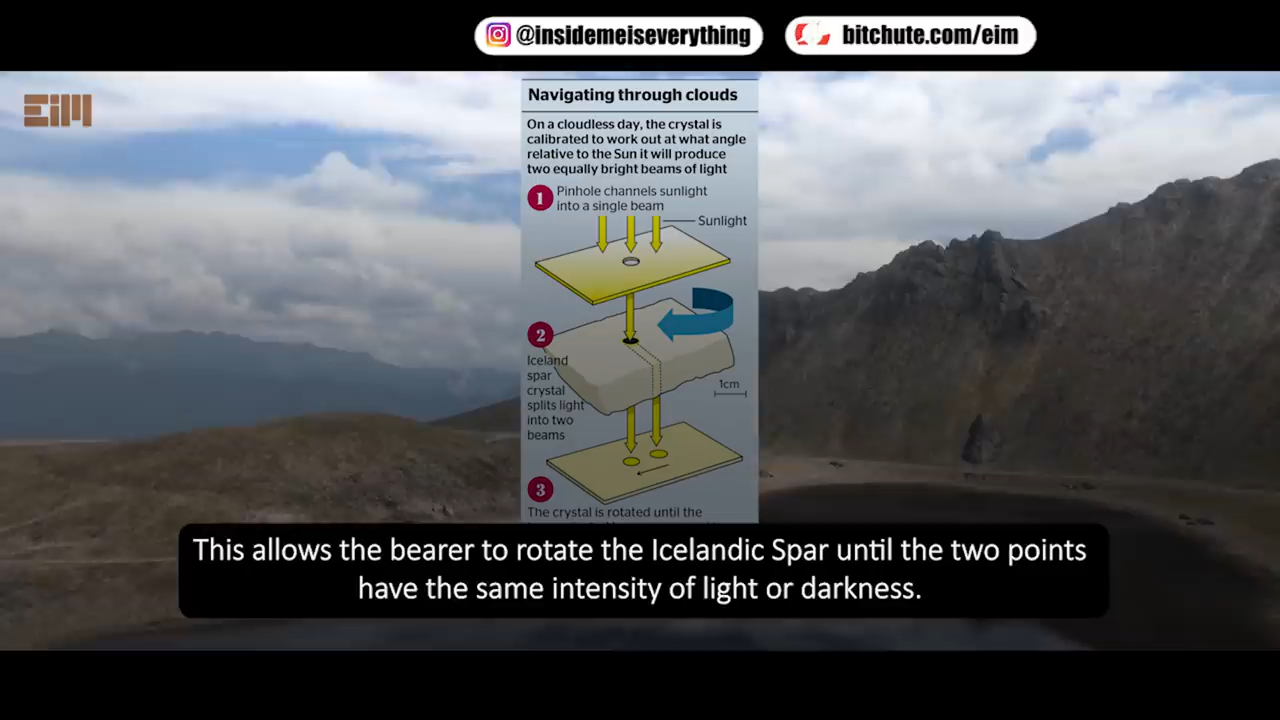 @insidemeiseverything
bitchute.com/eim
EiM
Navigating through clouds
On a cloudless day, the crystal is
calibrated to work out at what angle
relative to the Sun it will produce
two equally bright beams of light
1
Pinhole channels sunlight
into a single beam
Sunlight
2
Iceland
spar
crystal
splits light
into two
beams
1cm
3
The crystal is rotated until the
This allows the bearer to rotate the Icelandic Spar until the two points
have the same intensity of light or darkness.